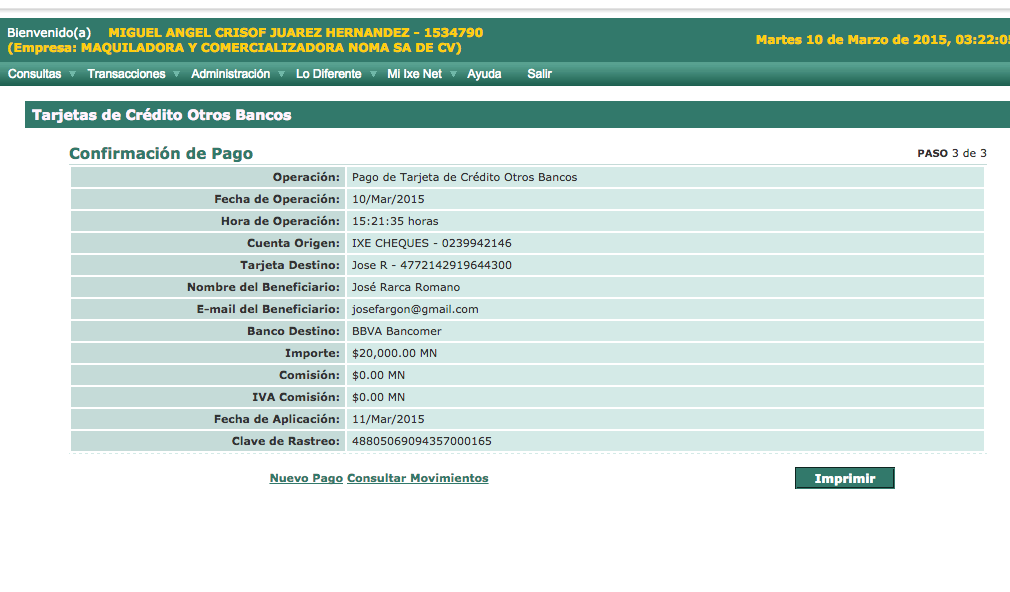 Bienvenido(a) MIGUEL ANGEL CRISOF JUAREZ HERNANDEZ - 1534790
(Empresa: MAQUILADORA Y COMERCIALIZADORA NOMA SA DE CV)
Martes 10 de Marzo de 2015, 03:22:0
Consultas Transacciones Administración Lo Diferente Mi Ixe Net Ayuda Salir
Tarjetas de Crédito Otros Bancos
Confirmación de Pago PASO 3 de 3
Operación: Pago de Tarjeta de Crédito Otros Bancos
Fecha de Operación: 10/Mar/2015
Hora de Operación: 15:21:35 horas
Cuenta Origen: IXE CHEQUES - 0239942146
Tarjeta Destino: Jose R - 4772142919644300
Nombre del Beneficiario: José Rarca Romano
E-mail del Beneficiario: josefargon@gmail.com
Banco Destino: BBVA Bancomer
Importe: $20,000.00 MN
Comisión: $0.00 MN
IVA Comisión: $0.00 MN
Fecha de Aplicación: 11/Mar/2015
Clave de Rastreo: 48805069094357000165
Nuevo Pago Consultar Movimientos Imprimir